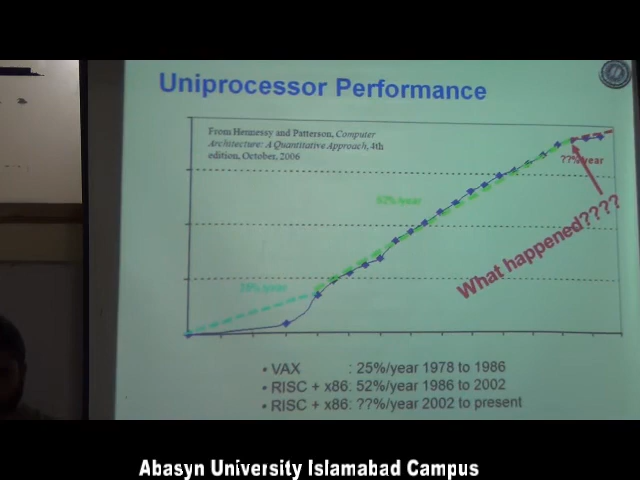 Uniprocessor Performance
From Hennessy and Patterson, Computer
Architecture: A Quantitative Approach, 4th
edition, October, 2006
??%/year
52%/year
What happened????
25%/year
• VAX : 25%/year 1978 to 1986
• RISC + x86: 52%/year 1986 to 2002
• RISC + x86: ??%/year 2002 to present
Abasyn University Islamabad Campus